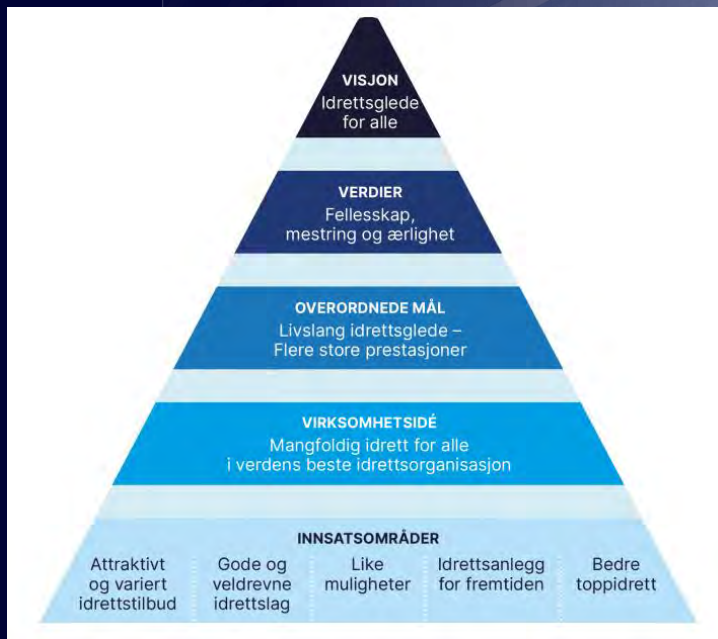 VISJON
Idrettsglede
for alle
VERDIER
Fellesskap,
mestring og ærlighet
OVERORDNEDE MÅL
Livslang idrettsglede –
Flere store prestasjoner
VIRKSOMHETSIDÉ
Mangfoldig idrett for alle
i verdens beste idrettsorganisasjon
INNSATSOMRÅDER
Attraktivt
og variert
idrettstilbud
Gode og
veldrevne
idrettslag
Like
muligheter
Idrettsanlegg
for fremtiden
Bedre
toppidrett